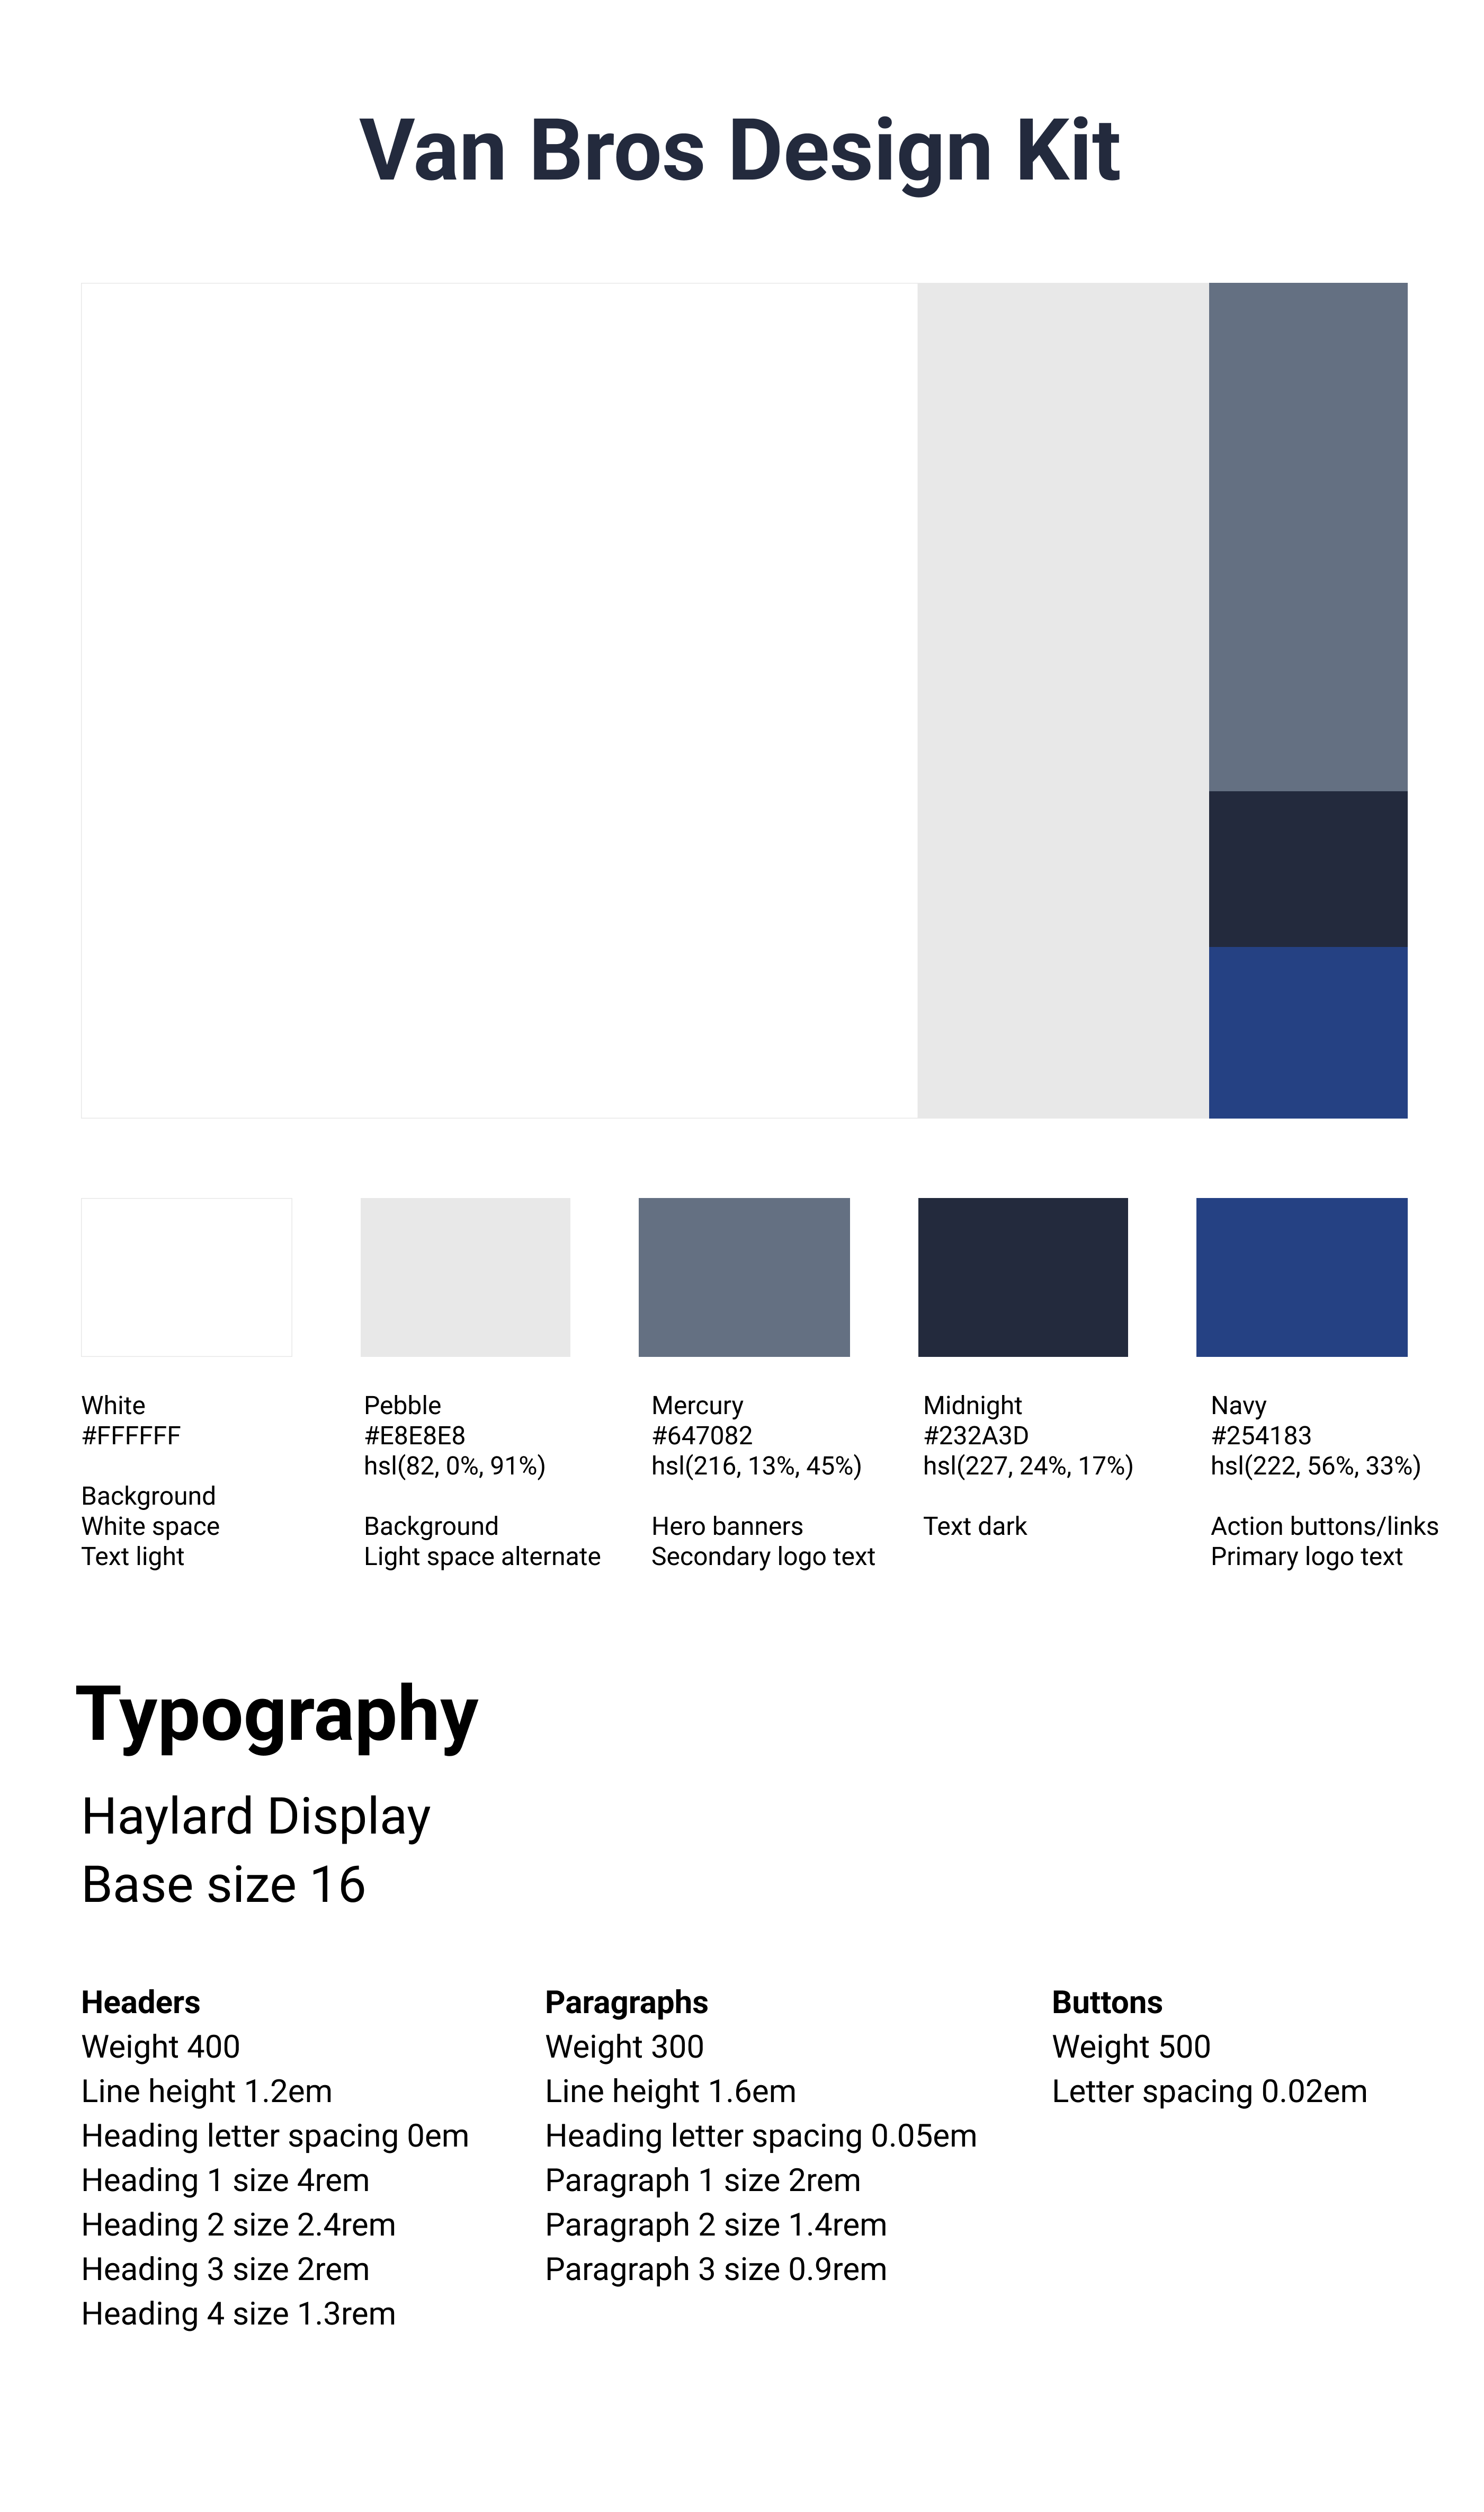 Van Bros Design Kit
White
#FFFFFF
Background
White space
Text light
Pebble
#E8E8E8
hsl(82, 0%, 91%)
Background
Light space alternate
Mercury
#647082
hsl(216, 13%, 45%)
Hero banners
Secondary logo text
Midnight
#232A3D
hsl(227, 24%, 17%)
Text dark
Navy
#254183
hsl(222, 56%, 33%)
Action buttons/links
Primary logo text
Typography
Haylard Display
Base size 16
Headers
Weight 400
Line height 1.2em
Heading letter spacing 0em
Heading 1 size 4rem
Heading 2 size 2.4rem
Heading 3 size 2rem
Heading 4 size 1.3rem
Paragraphs
Weight 300
Line height 1.6em
Heading letter spacing 0.05em
Paragraph 1 size 2rem
Paragraph 2 size 1.4rem
Paragraph 3 size 0.9rem
Buttons
Weight 500
Letter spacing 0.02em